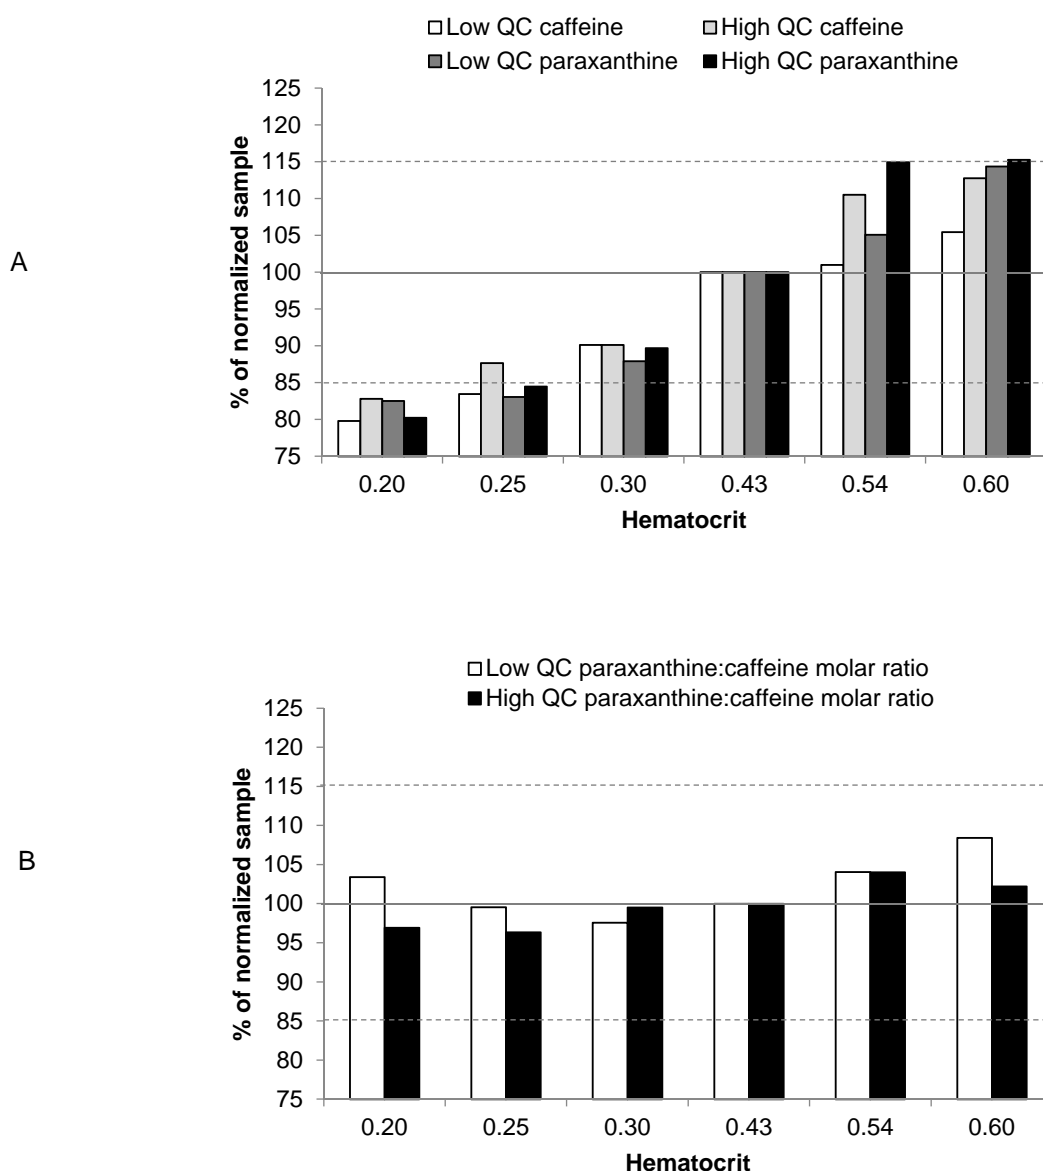 Low QC caffeine High QC caffeine
Low QC paraxanthine High QC paraxanthine
125
120
115
110
105
100
95
90
85
80
75
% of normalized sample
0.20 0.25 0.30 0.43 0.54 0.60
Hematocrit
A
Low QC paraxanthine:caffeine molar ratio
High QC paraxanthine:caffeine molar ratio
125
120
115
110
105
100
95
90
85
80
75
% of normalized sample
0.20 0.25 0.30 0.43 0.54 0.60
Hematocrit
B